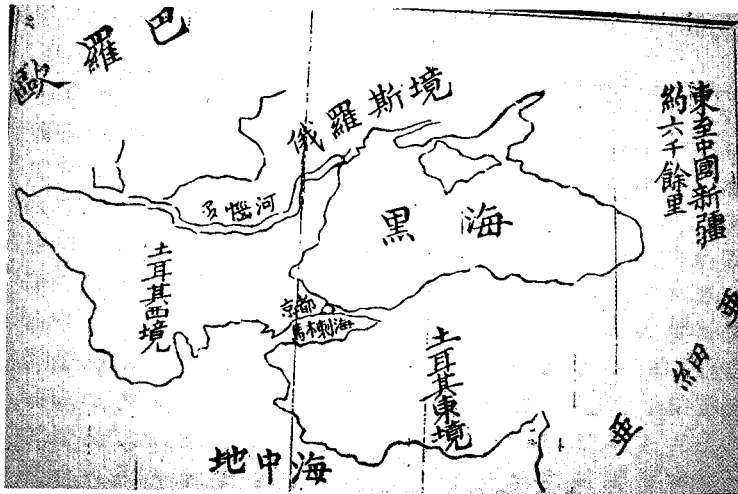 歐羅巴
俄羅斯境
東至中國新疆
約六千餘里
多惱河
黒海
土耳其西境
京都
馬木剌海
土耳其東境
亞細亞
地中海